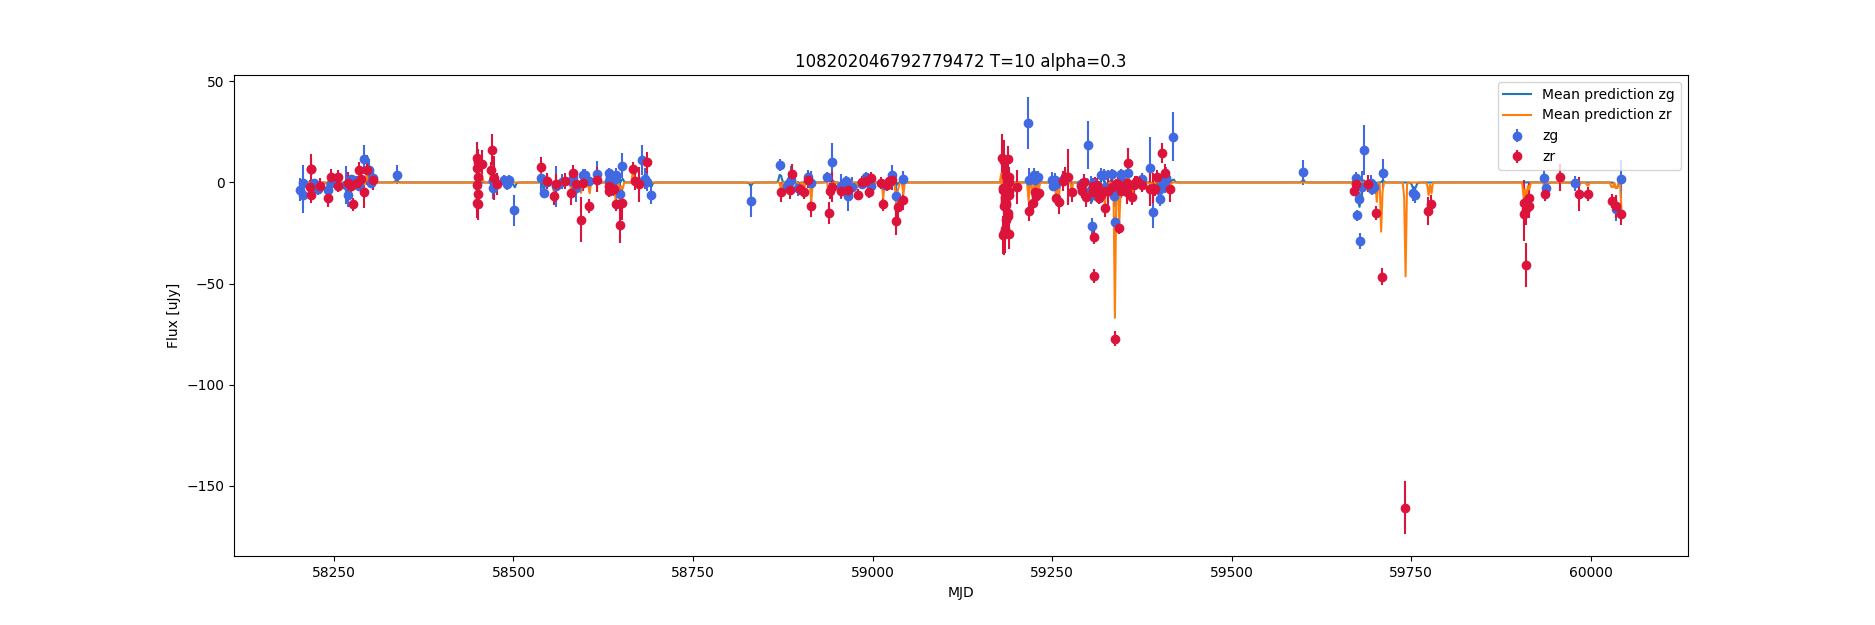 108202046792779472 T=10 alpha=0.3
Flux [uJy]
50
0
−50
−100
−150
58250 58500 58750 59000 59250 59500 59750 60000
MJD
Mean prediction zg
Mean prediction zr
zg
zr